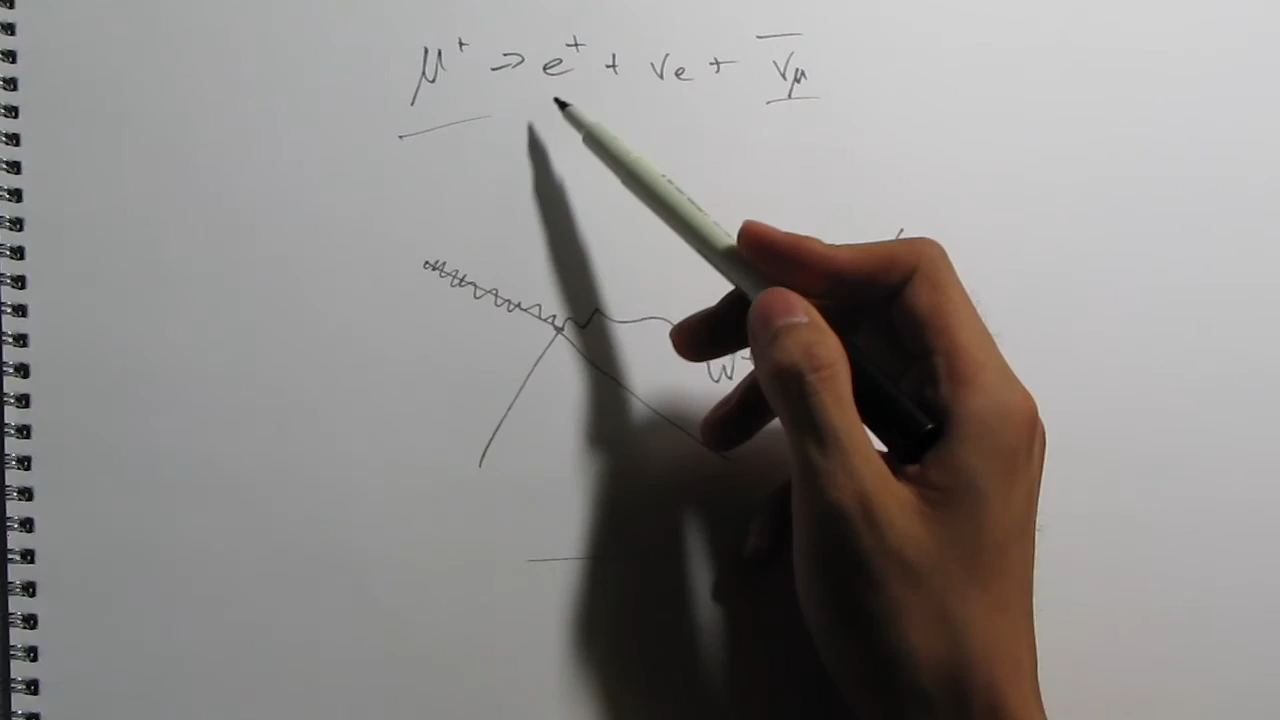 μ⁺ => e⁺ + νe + ν̅μ
W⁺